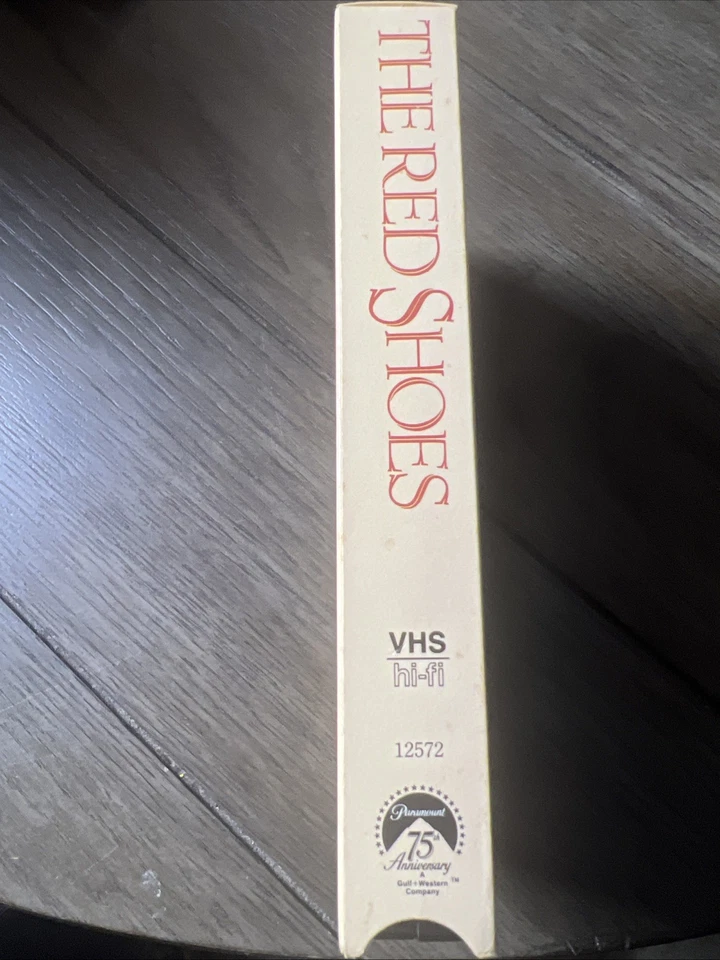 THE RED SHOES
VHS
hi-fi
12572
Paramount
75th
Anniversary
A
Gulf+Western TM
Company